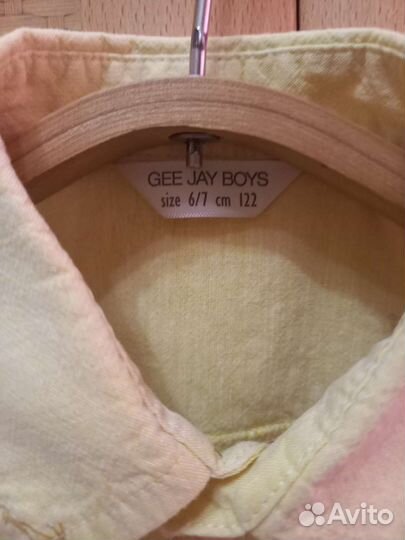 GEE JAY BOYS
size 6/7 cm 122
Avito